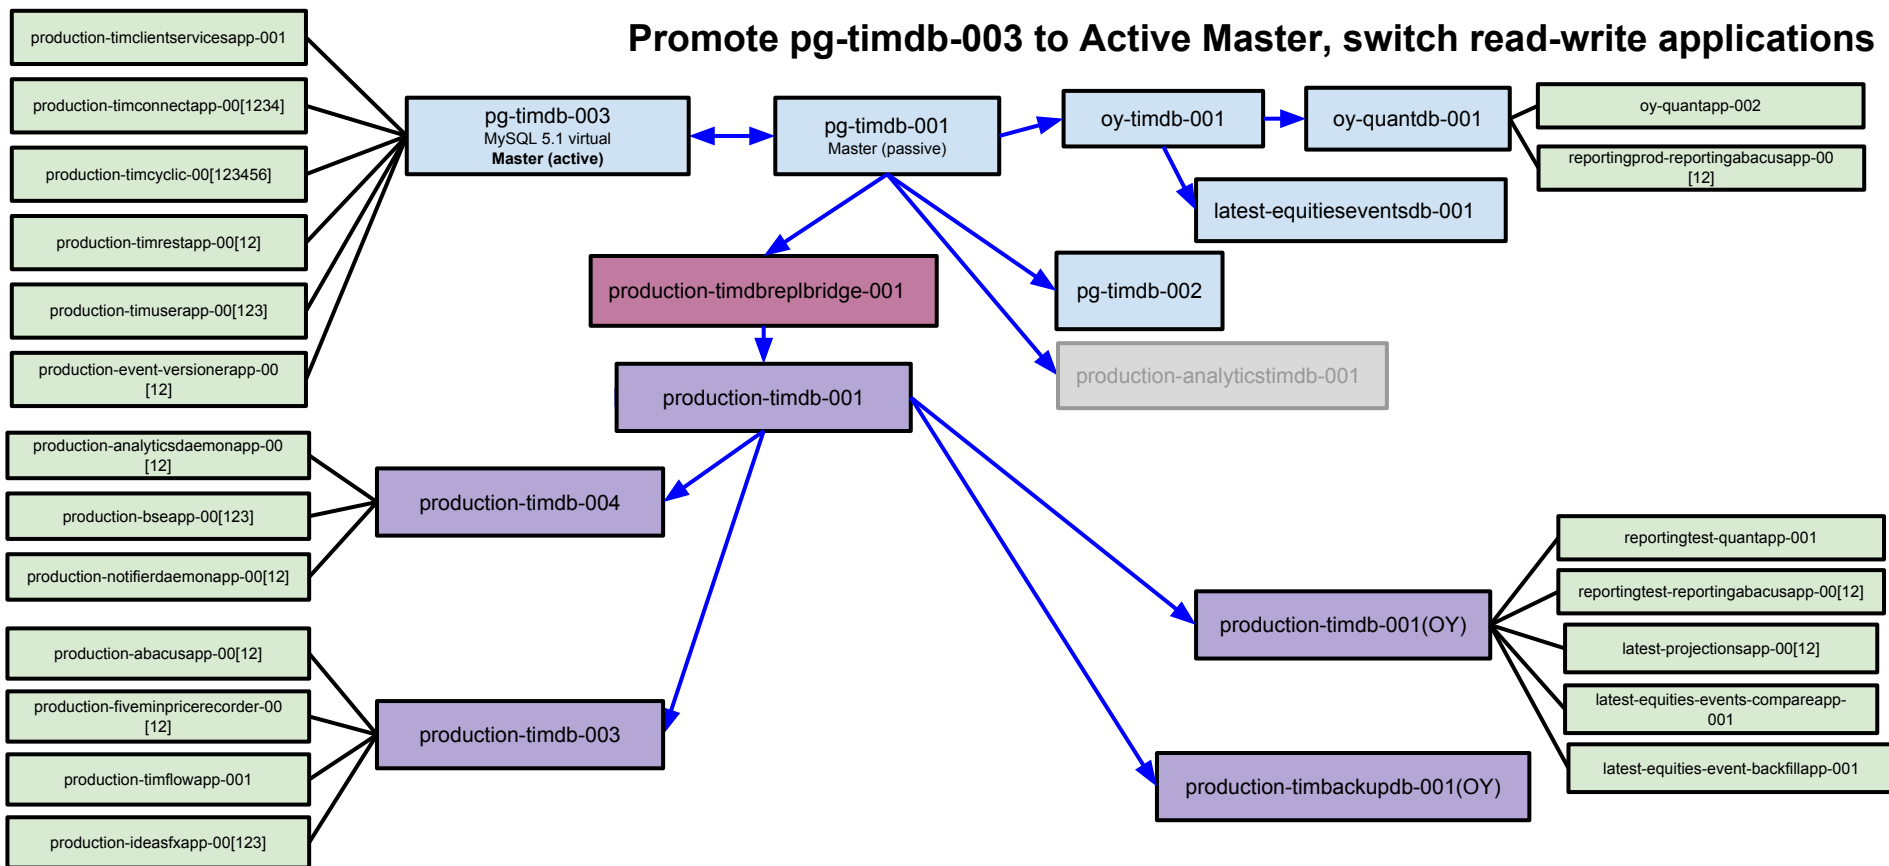 Promote pg-timdb-003 to Active Master, switch read-write applications
production-timclientservicesapp-001
production-timconnectapp-00[1234]
production-timcyclic-00[123456]
production-timrestapp-00[12]
production-timuserapp-00[123]
production-event-versionerapp-00
[12]
pg-timdb-003
MySQL 5.1 virtual
Master (active)
pg-timdb-001
Master (passive)
oy-timdb-001
oy-quantdb-001
oy-quantapp-002
reportingprod-reportingabacusapp-00
[12]
latest-equitieseventsdb-001
production-timdbreplbridge-001
pg-timdb-002
production-analyticstimdb-001
production-timdb-001
production-analyticsdaemonapp-00
[12]
production-bseapp-00[123]
production-notifierdaemonapp-00[12]
production-timdb-004
production-abacusapp-00[12]
production-fiveminpricerecorder-00
[12]
production-timflowapp-001
production-ideasfxapp-00[123]
production-timdb-003
production-timdb-001(OY)
production-timbackupdb-001(OY)
reportingtest-quantapp-001
reportingtest-reportingabacusapp-00[12]
latest-projectionsapp-00[12]
latest-equities-events-compareapp-
001
latest-equities-event-backfillapp-001